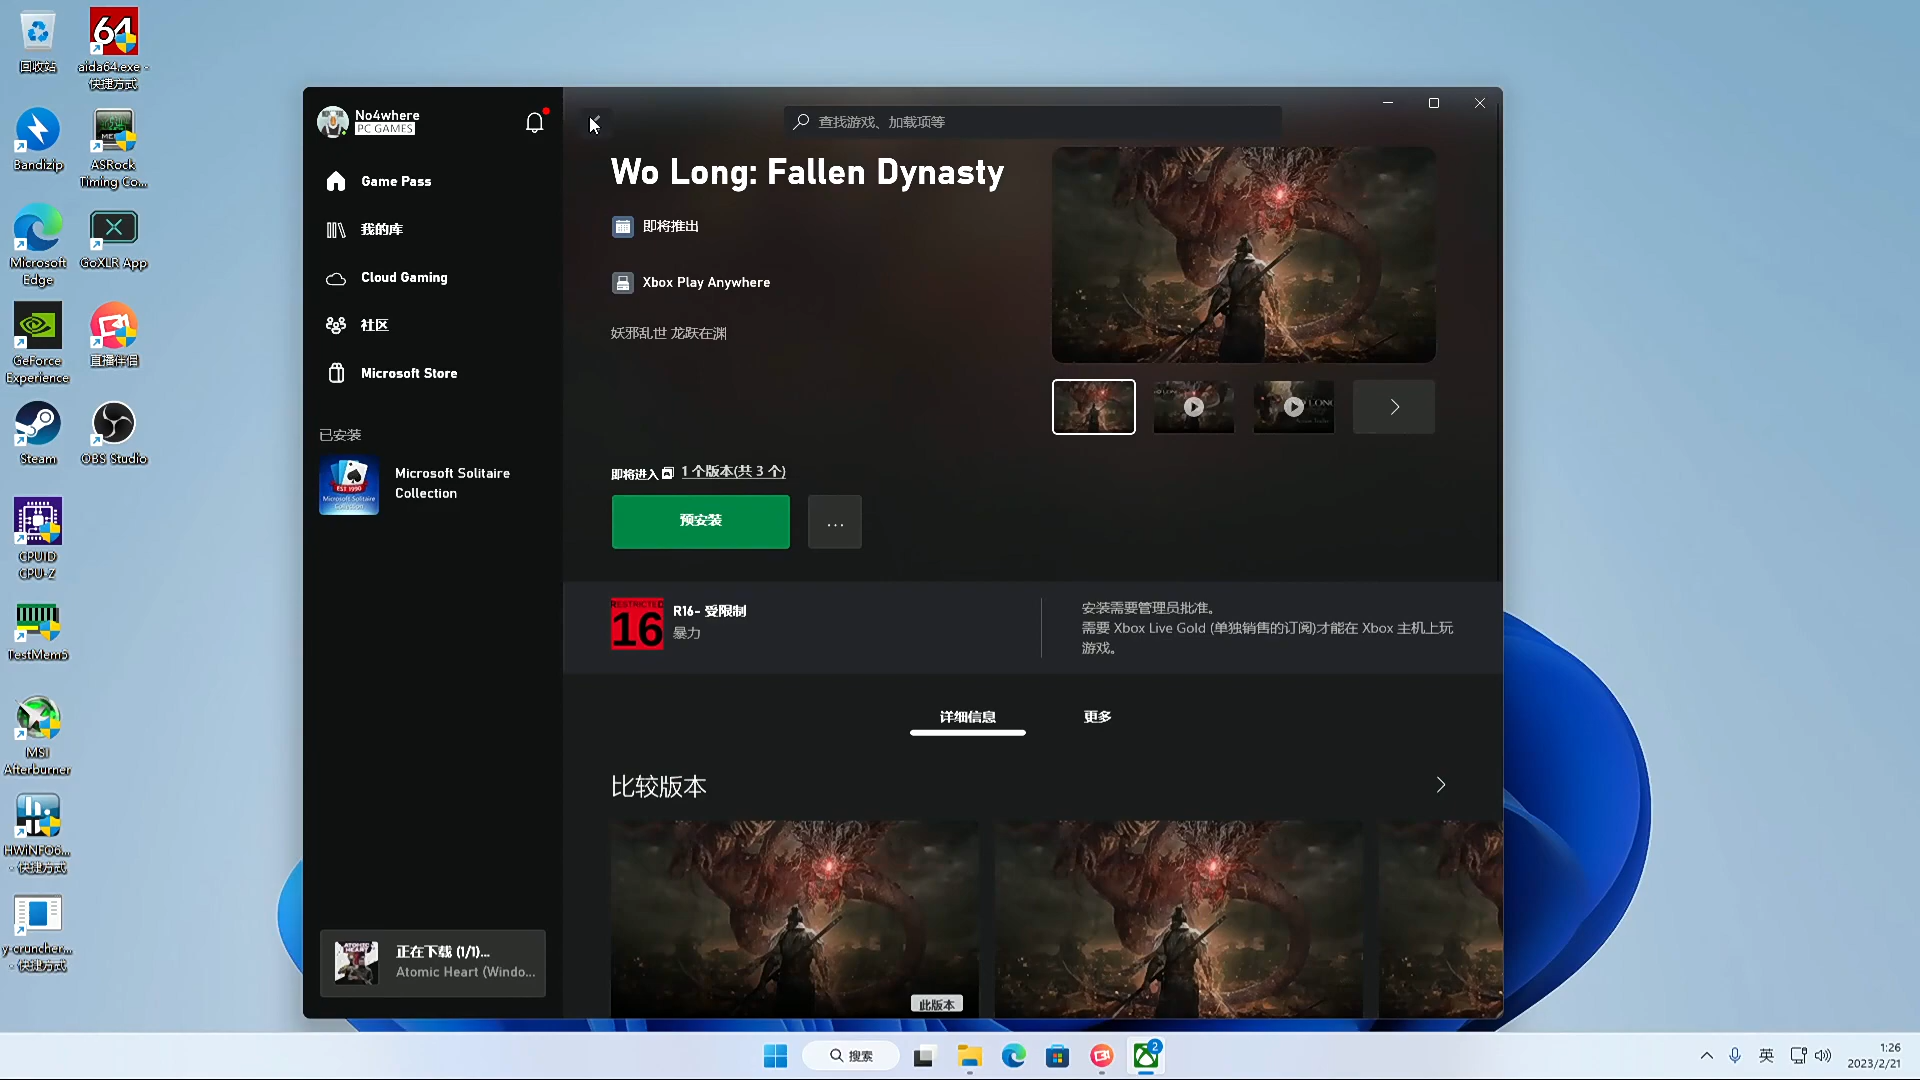 回收站
aida64.exe -
快捷方式
Bandizip
ASRock
Timing Co...
Microsoft
Edge
GoXLR App
GeForce
Experience
直播伴侣
Steam
OBS Studio
CPUID
CPU-Z
TestMem5
MSI
Afterburner
HWiNFO6...
- 快捷方式
y-cruncher...
- 快捷方式
No4where
PC GAMES
Game Pass
我的库
Cloud Gaming
社区
Microsoft Store
已安装
Microsoft Solitaire
Collection
正在下载 (1/1)...
Atomic Heart (Windo...
查找游戏、加载项等
Wo Long: Fallen Dynasty
即将推出
Xbox Play Anywhere
妖邪乱世 龙跃在渊
即将进入 1 个版本(共 3 个)
预安装
...
RESTRICTED
16
R16- 受限制
暴力
安装需要管理员批准。
需要 Xbox Live Gold (单独销售的订阅)才能在 Xbox 主机上玩
游戏。
详细信息
更多
比较版本
此版本
搜索
2
英
1:26
2023/2/21